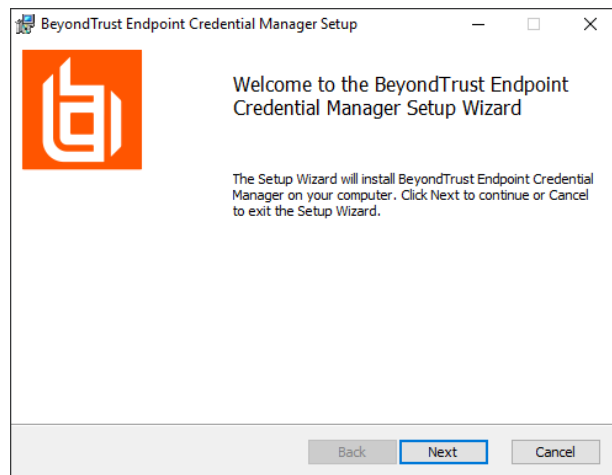 BeyondTrust Endpoint Credential Manager Setup
Welcome to the BeyondTrust Endpoint
Credential Manager Setup Wizard
The Setup Wizard will install BeyondTrust Endpoint Credential
Manager on your computer. Click Next to continue or Cancel
to exit the Setup Wizard.
Back Next Cancel